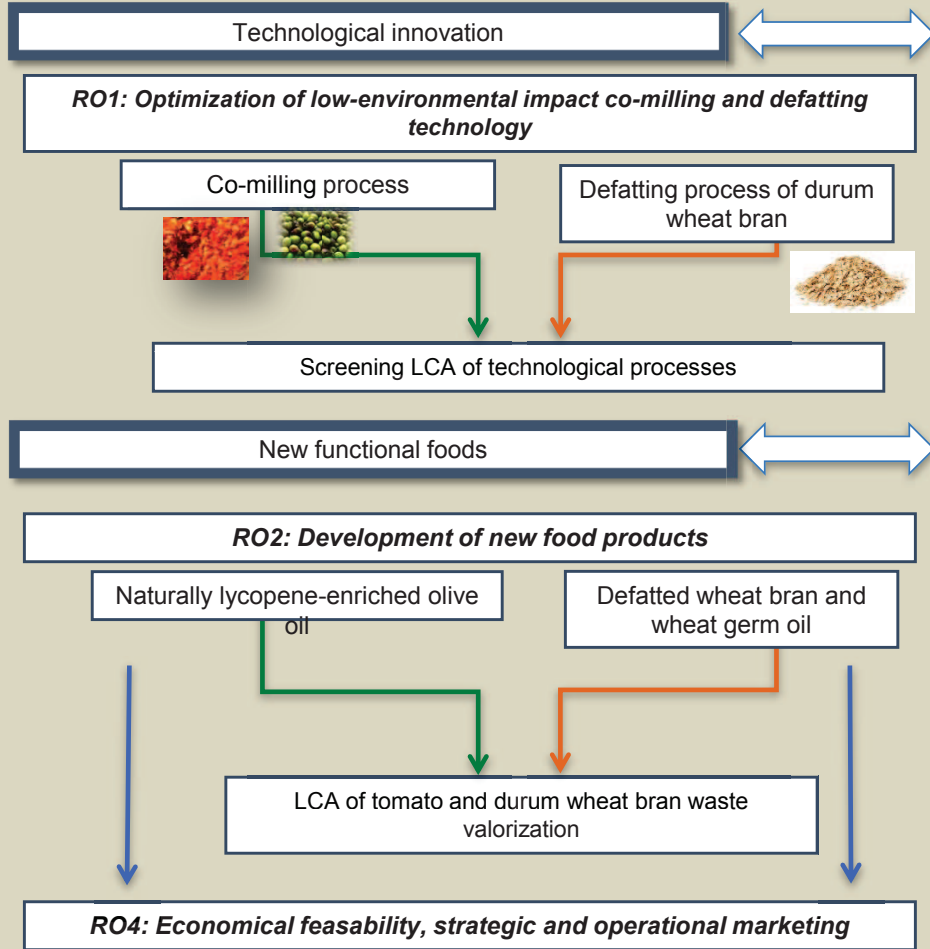 Technological innovation
RO1: Optimization of low-environmental impact co-milling and defatting
technology
Co-milling process
Defatting process of durum
wheat bran
Screening LCA of technological processes
New functional foods
RO2: Development of new food products
Naturally lycopene-enriched olive
oil
Defatted wheat bran and
wheat germ oil
LCA of tomato and durum wheat bran waste
valorization
RO4: Economical feasability, strategic and operational marketing